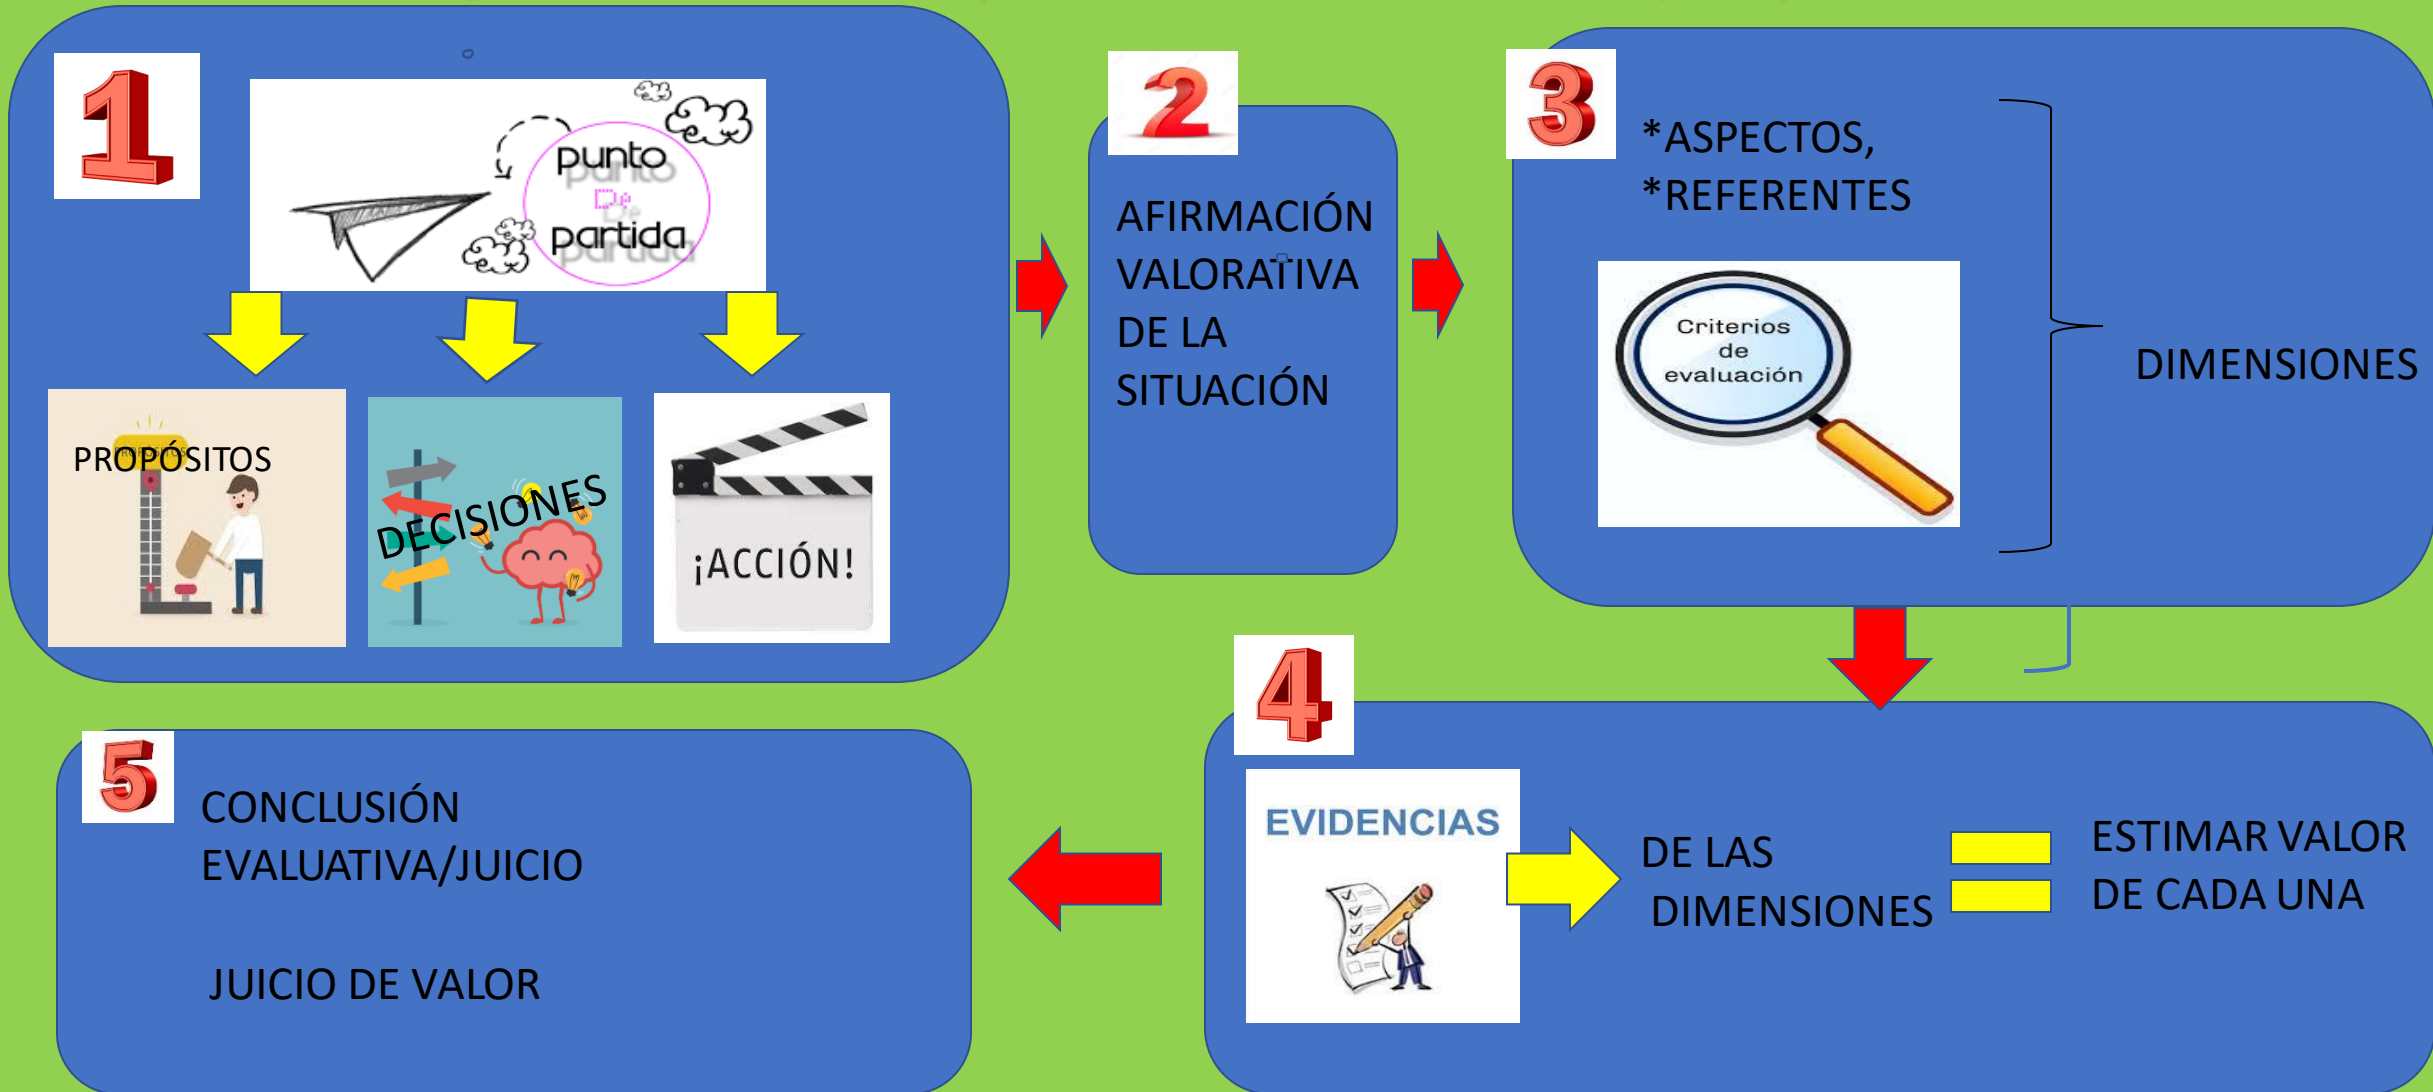 1
punto
De
partida
PROPÓSITOS
DECISIONES
¡ACCIÓN!
2
AFIRMACIÓN
VALORATIVA
DE LA
SITUACIÓN
3
*ASPECTOS,
*REFERENTES
Criterios
de
evaluación
DIMENSIONES
4
EVIDENCIAS
DE LAS
DIMENSIONES
ESTIMAR VALOR
DE CADA UNA
5
CONCLUSIÓN
EVALUATIVA/JUICIO
JUICIO DE VALOR